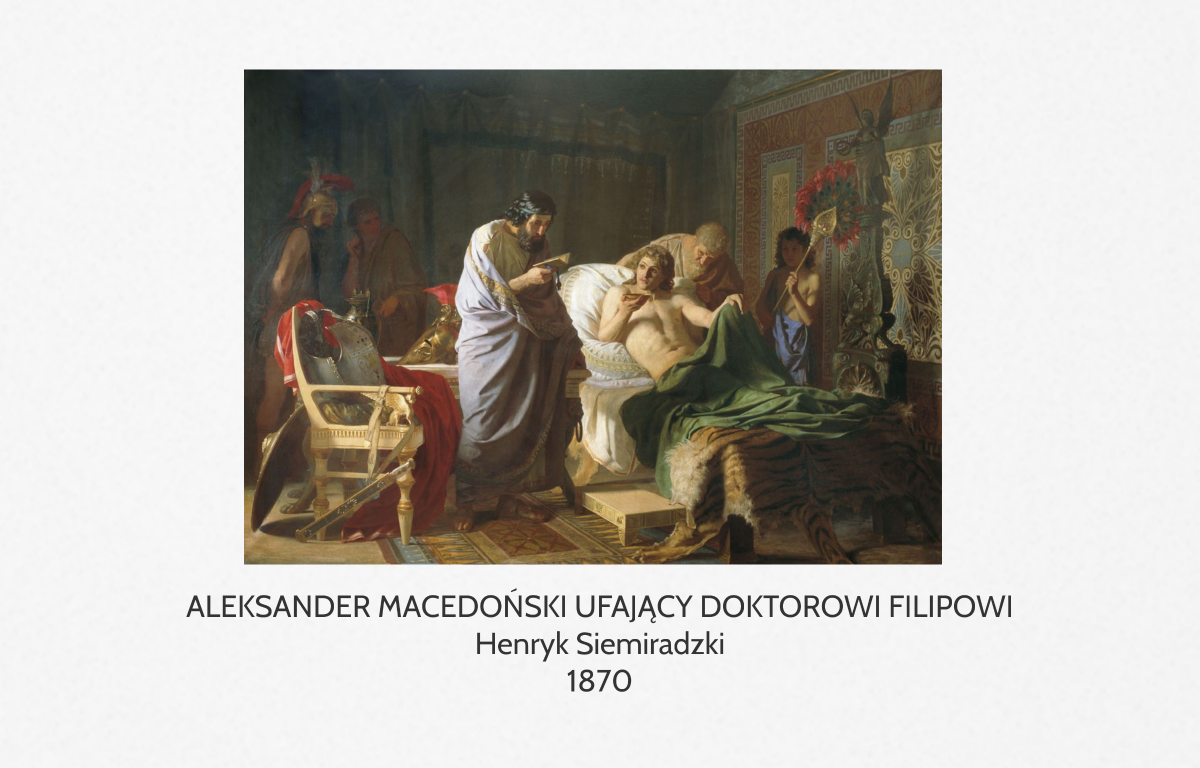 ALEKSANDER MACEDOŃSKI UFAJĄCY DOKTOROWI FILIPOWI
Henryk Siemiradzki
1870